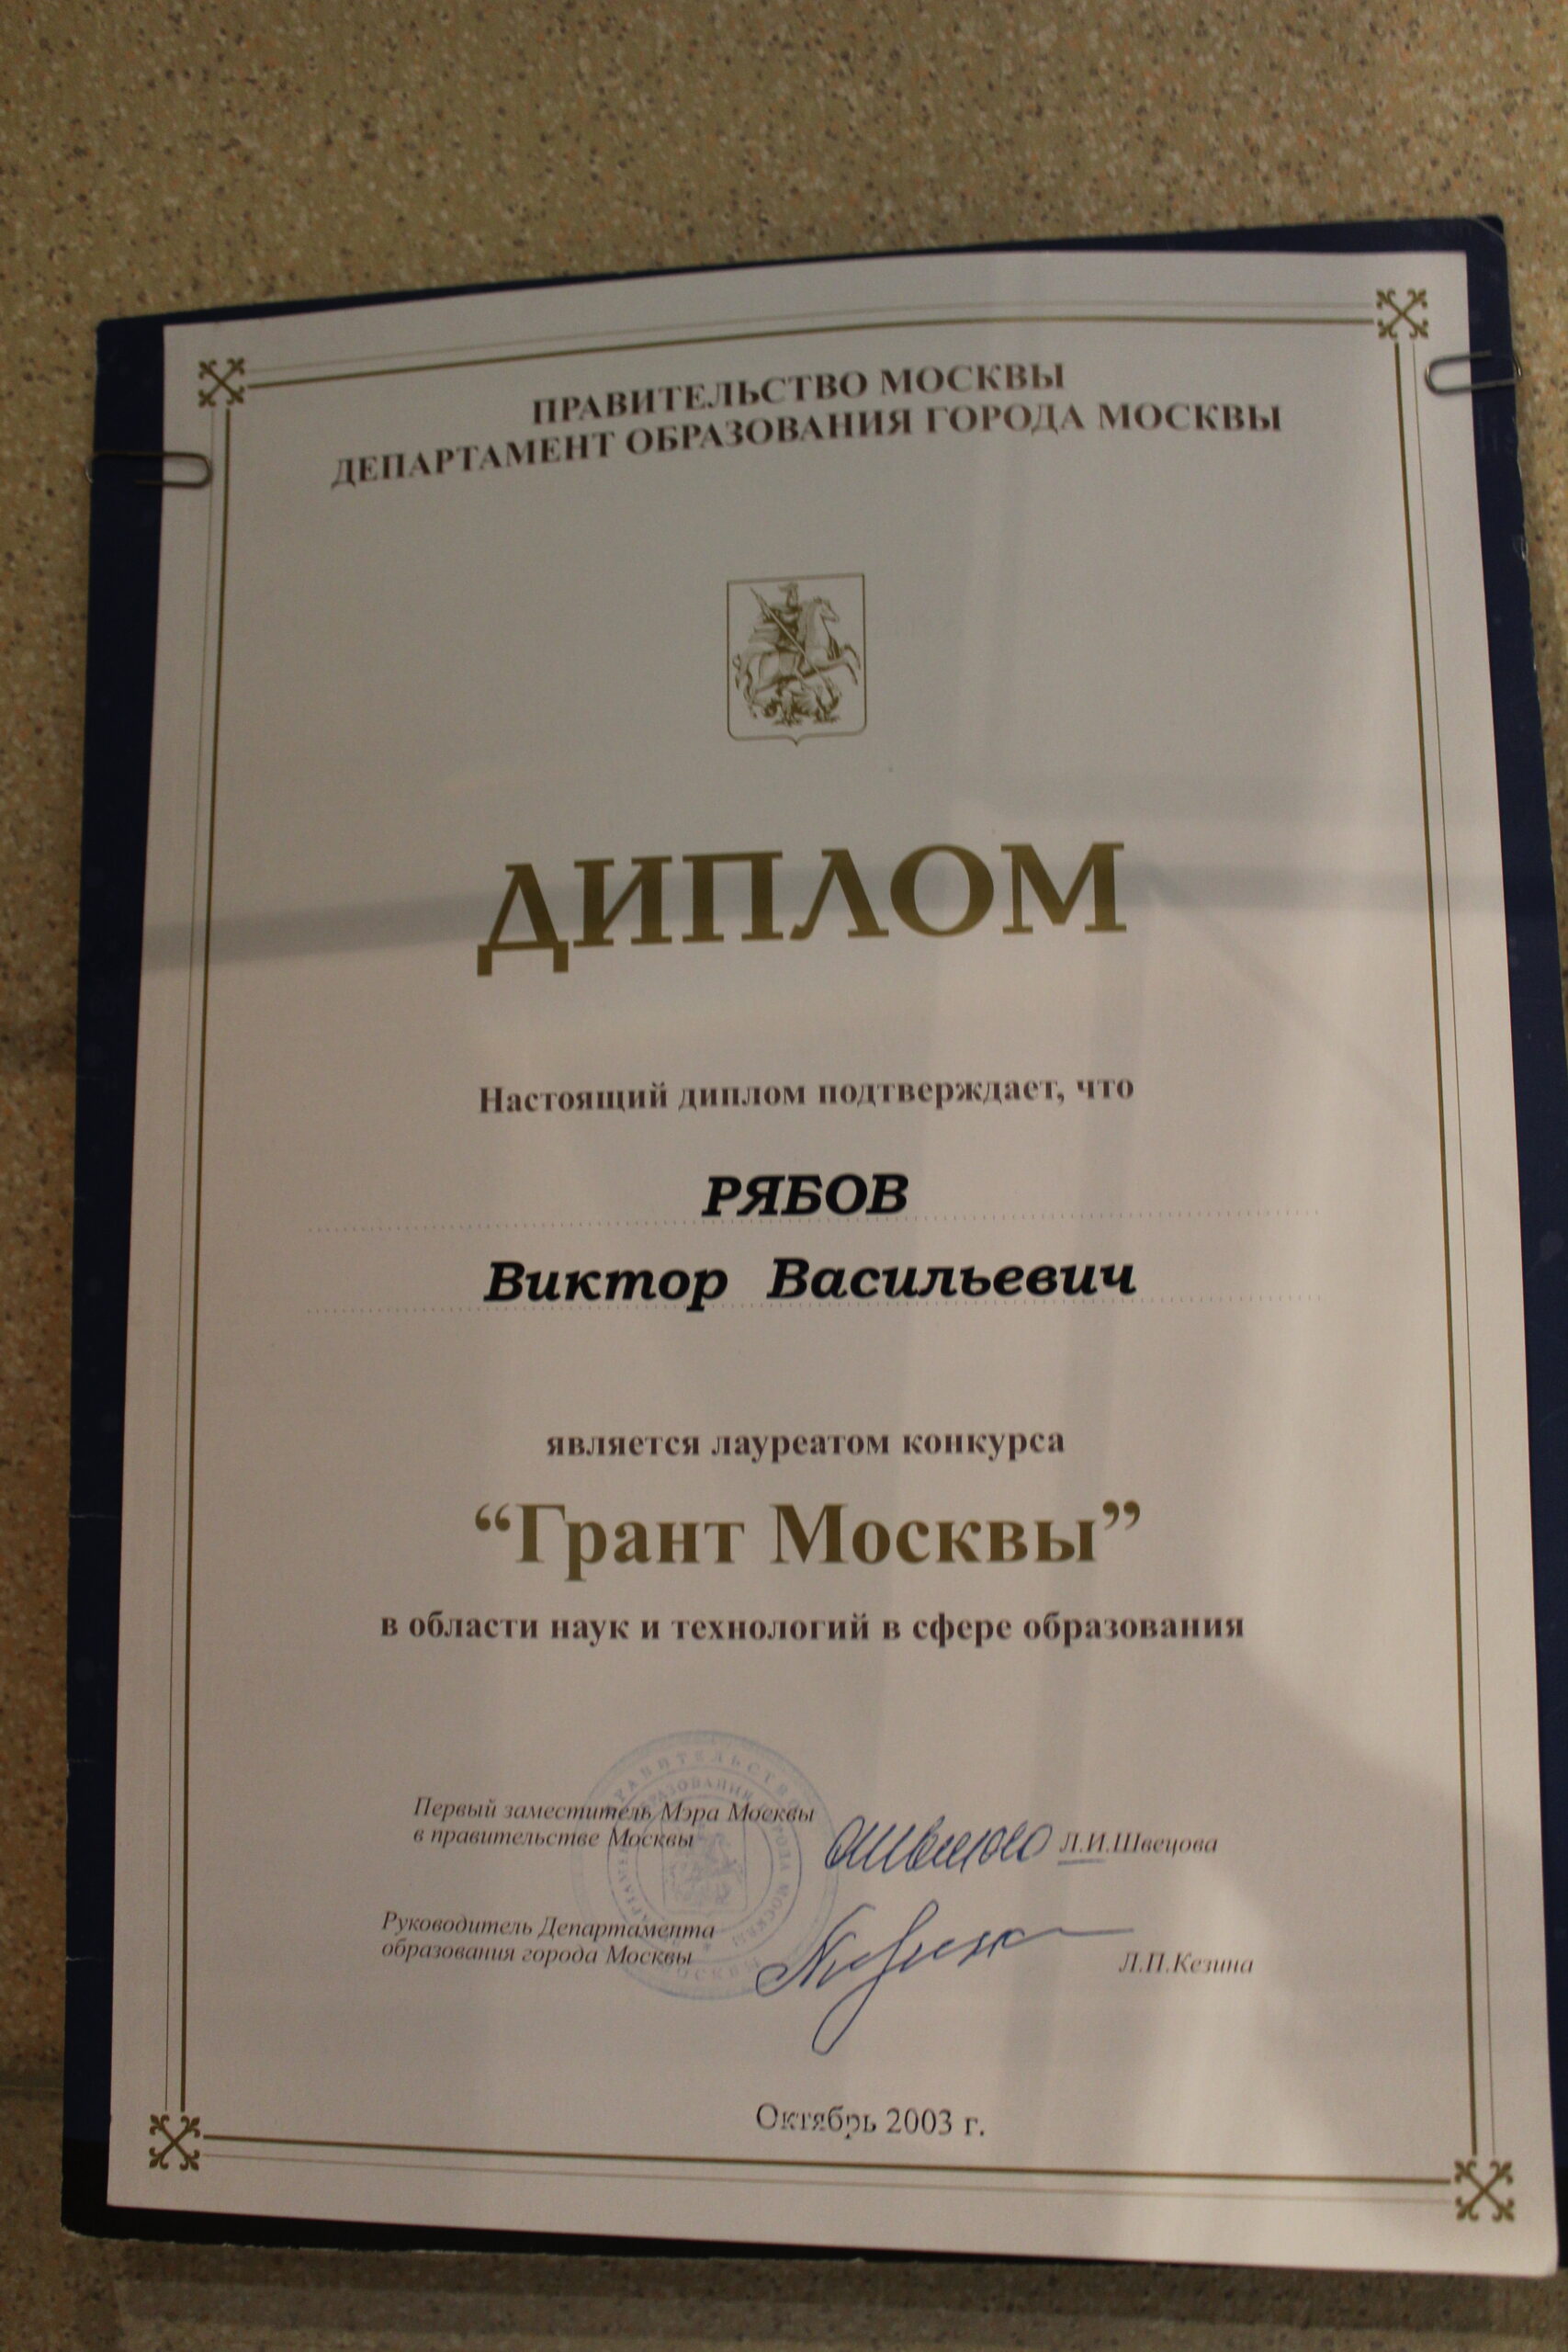 ПРАВИТЕЛЬСТВО МОСКВЫ
ДЕПАРТАМЕНТ ОБРАЗОВАНИЯ ГОРОДА МОСКВЫ
ДИПЛОМ
Настоящий диплом подтверждает, что
РЯБОВ
Виктор Васильевич
является лауреатом конкурса
“Грант Москвы”
в области наук и технологий в сфере образования
Первый заместитель Мэра Москвы
в правительстве Москвы
Л.И.Швецова
Руководитель Департамента
образования города Москвы
Л.П.Кезина
Октябрь 2003 г.